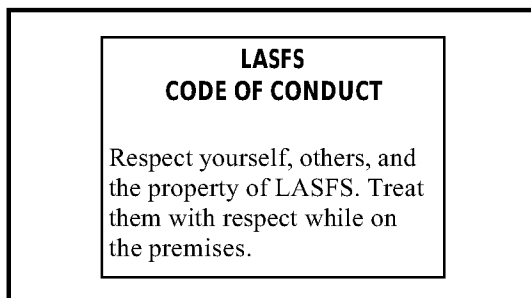 LASFS
CODE OF CONDUCT
Respect yourself, others, and
the property of LASFS. Treat
them with respect while on
the premises.